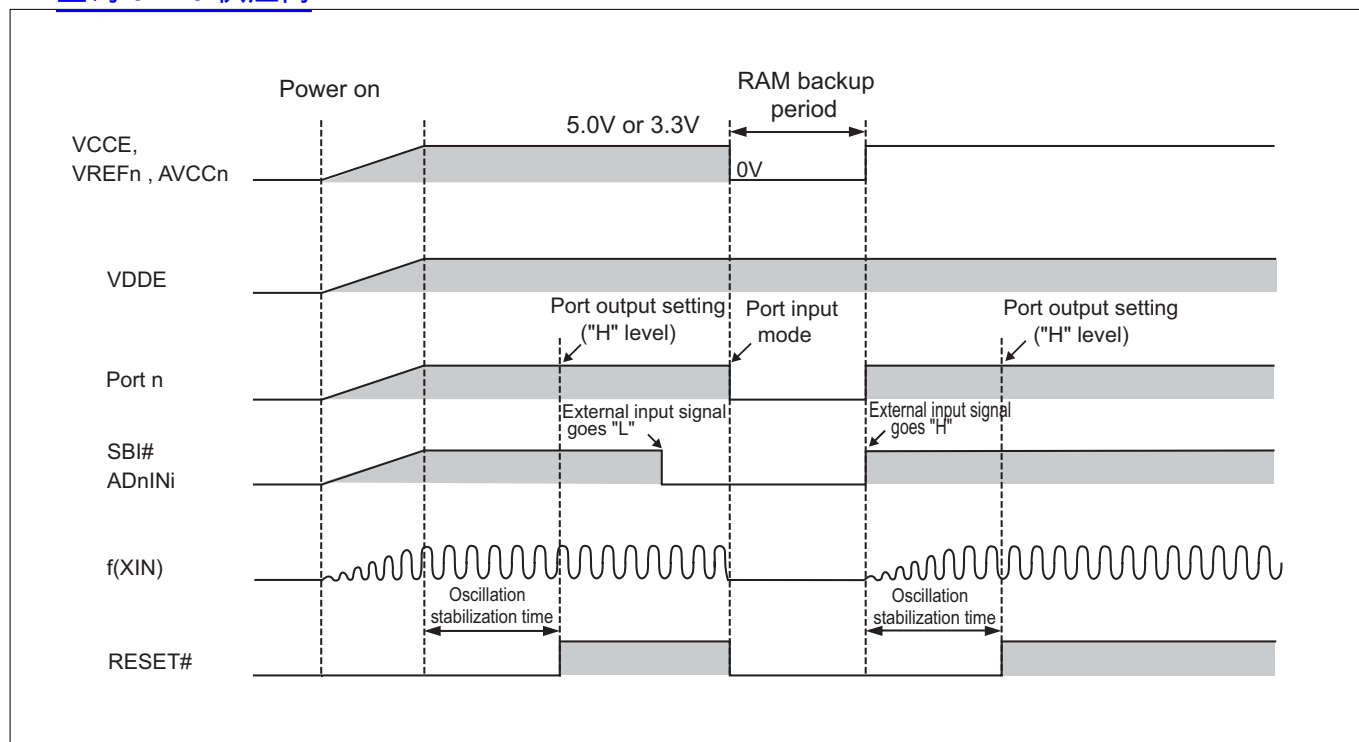 Power on
RAM backup
period
5.0V or 3.3V
VCCE,
VREFn , AVCCn
0V
VDDE
Port output setting
("H" level)
Port input
mode
Port output setting
("H" level)
Port n
External input signal
goes "L"
External input signal
goes "H"
SBI#
ADnINi
f(XIN)
Oscillation
stabilization time
Oscillation
stabilization time
RESET#